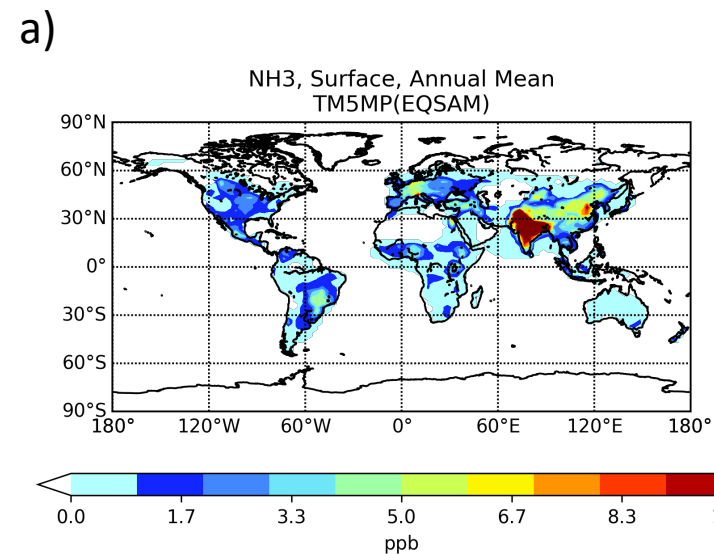 a)
NH3, Surface, Annual Mean
TM5MP(EQSAM)
90°N
60°N
30°N
0°
30°S
60°S
90°S
180° 120°W 60°W 0° 60°E 120°E 180°
0.0 1.7 3.3 5.0 6.7 8.3
ppb